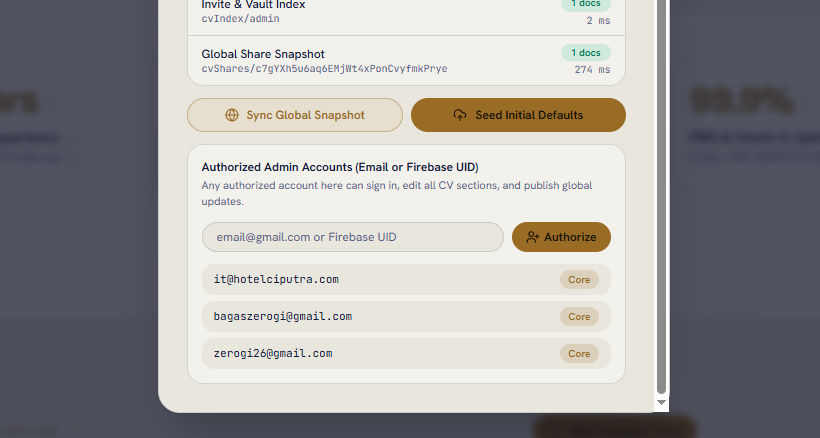 Invite & Vault Index
1 docs
cvIndex/admin
2 ms
Global Share Snapshot
1 docs
cvShares/c7gYXh5u6aq6EMjWt4xPonCvyfmkPrye
274 ms
Sync Global Snapshot
Seed Initial Defaults
Authorized Admin Accounts (Email or Firebase UID)
Any authorized account here can sign in, edit all CV sections, and publish global
updates.
email@gmail.com or Firebase UID
Authorize
it@hotelciputra.com
Core
bagaszerogi@gmail.com
Core
zerogi26@gmail.com
Core
99.9%